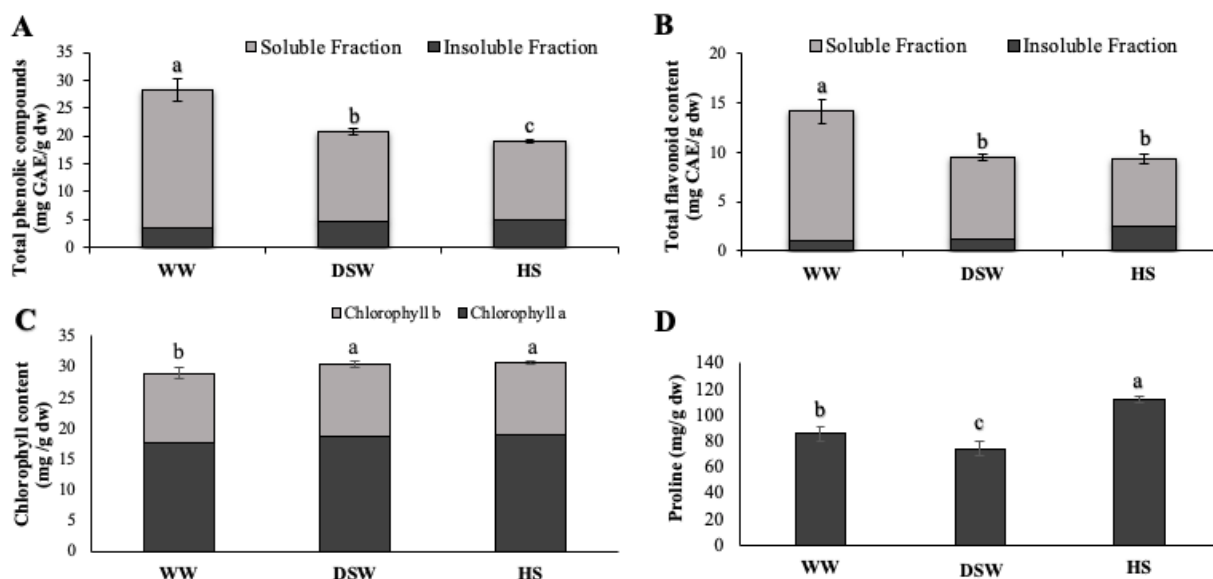 A
Soluble Fraction Insoluble Fraction
Total phenolic compounds
(mg GAE/g dw)
35
30
25
20
15
10
5
0
a
b
c
WW DSW HS
B
Soluble Fraction Insoluble Fraction
Total flavonoid content
(mg CAE/g dw)
20
15
10
5
0
a
b
b
WW DSW HS
C
Chlorophyll b Chlorophyll a
Chlorophyll content
(mg /g dw)
35
30
25
20
15
10
5
0
b
a
a
WW DSW HS
D
Proline (mg/g dw)
140
120
100
80
60
40
20
0
b
c
a
WW DSW HS